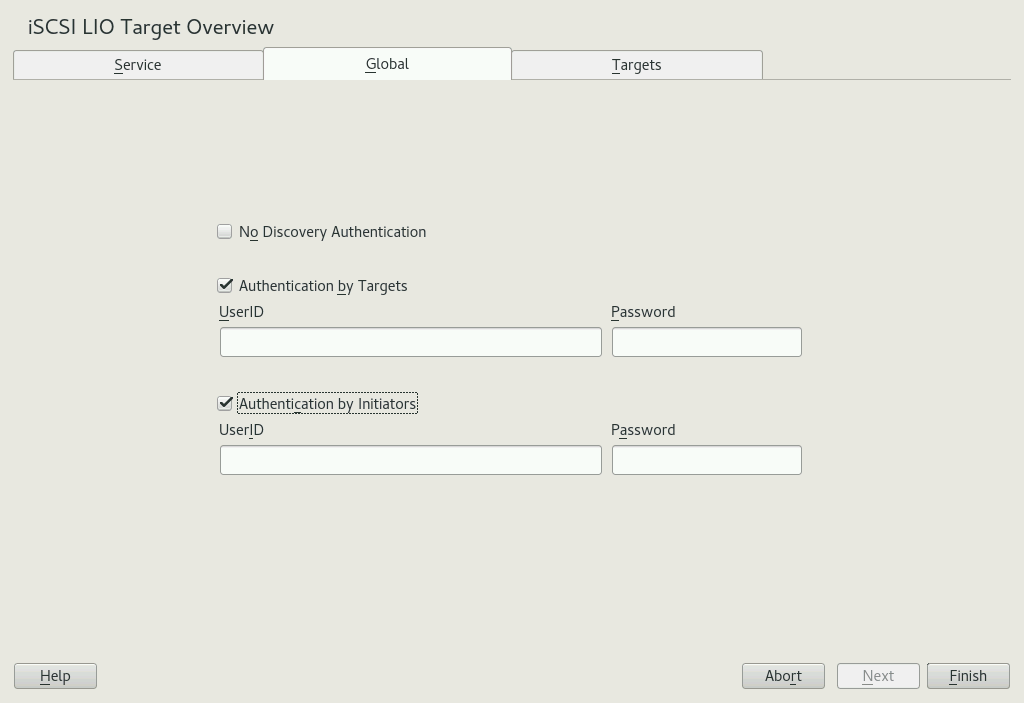 iSCSI LIO Target Overview
Service Global Targets
No Discovery Authentication
Authentication by Targets
UserID Password
Authentication by Initiators
UserID Password
Help Abort Next Finish